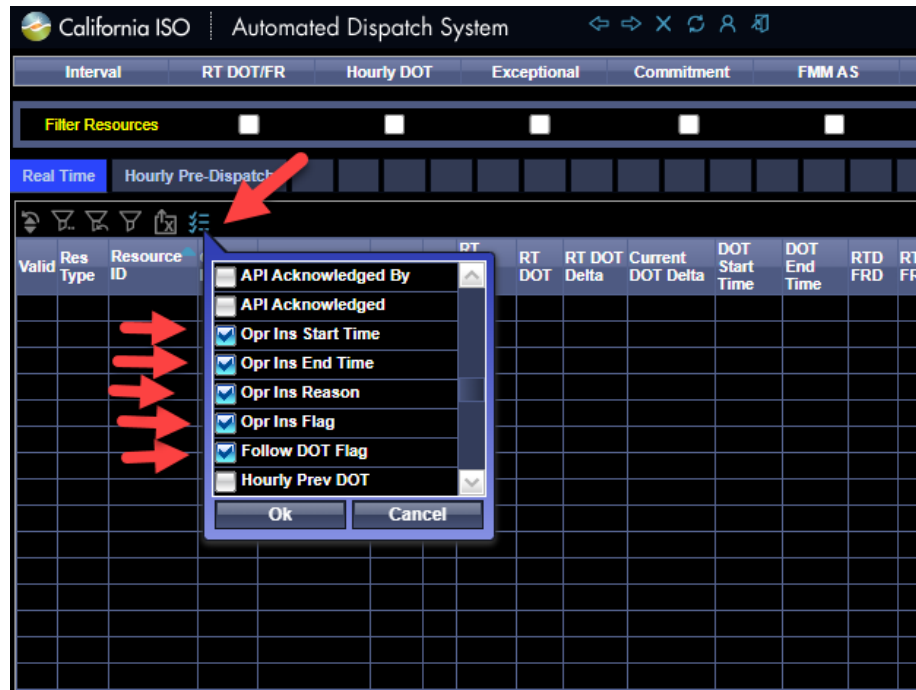 California ISO Automated Dispatch System
Interval RT DOT/FR Hourly DOT Exceptional Commitment FMM AS
Filter Resources
Real Time Hourly Pre-Dispatch
Valid Res Type Resource ID RT RT DOT RT DOT Delta Current DOT Delta DOT Start Time DOT End Time RTD FRD
API Acknowledged By
API Acknowledged
Opr Ins Start Time
Opr Ins End Time
Opr Ins Reason
Opr Ins Flag
Follow DOT Flag
Hourly Prev DOT
Ok Cancel